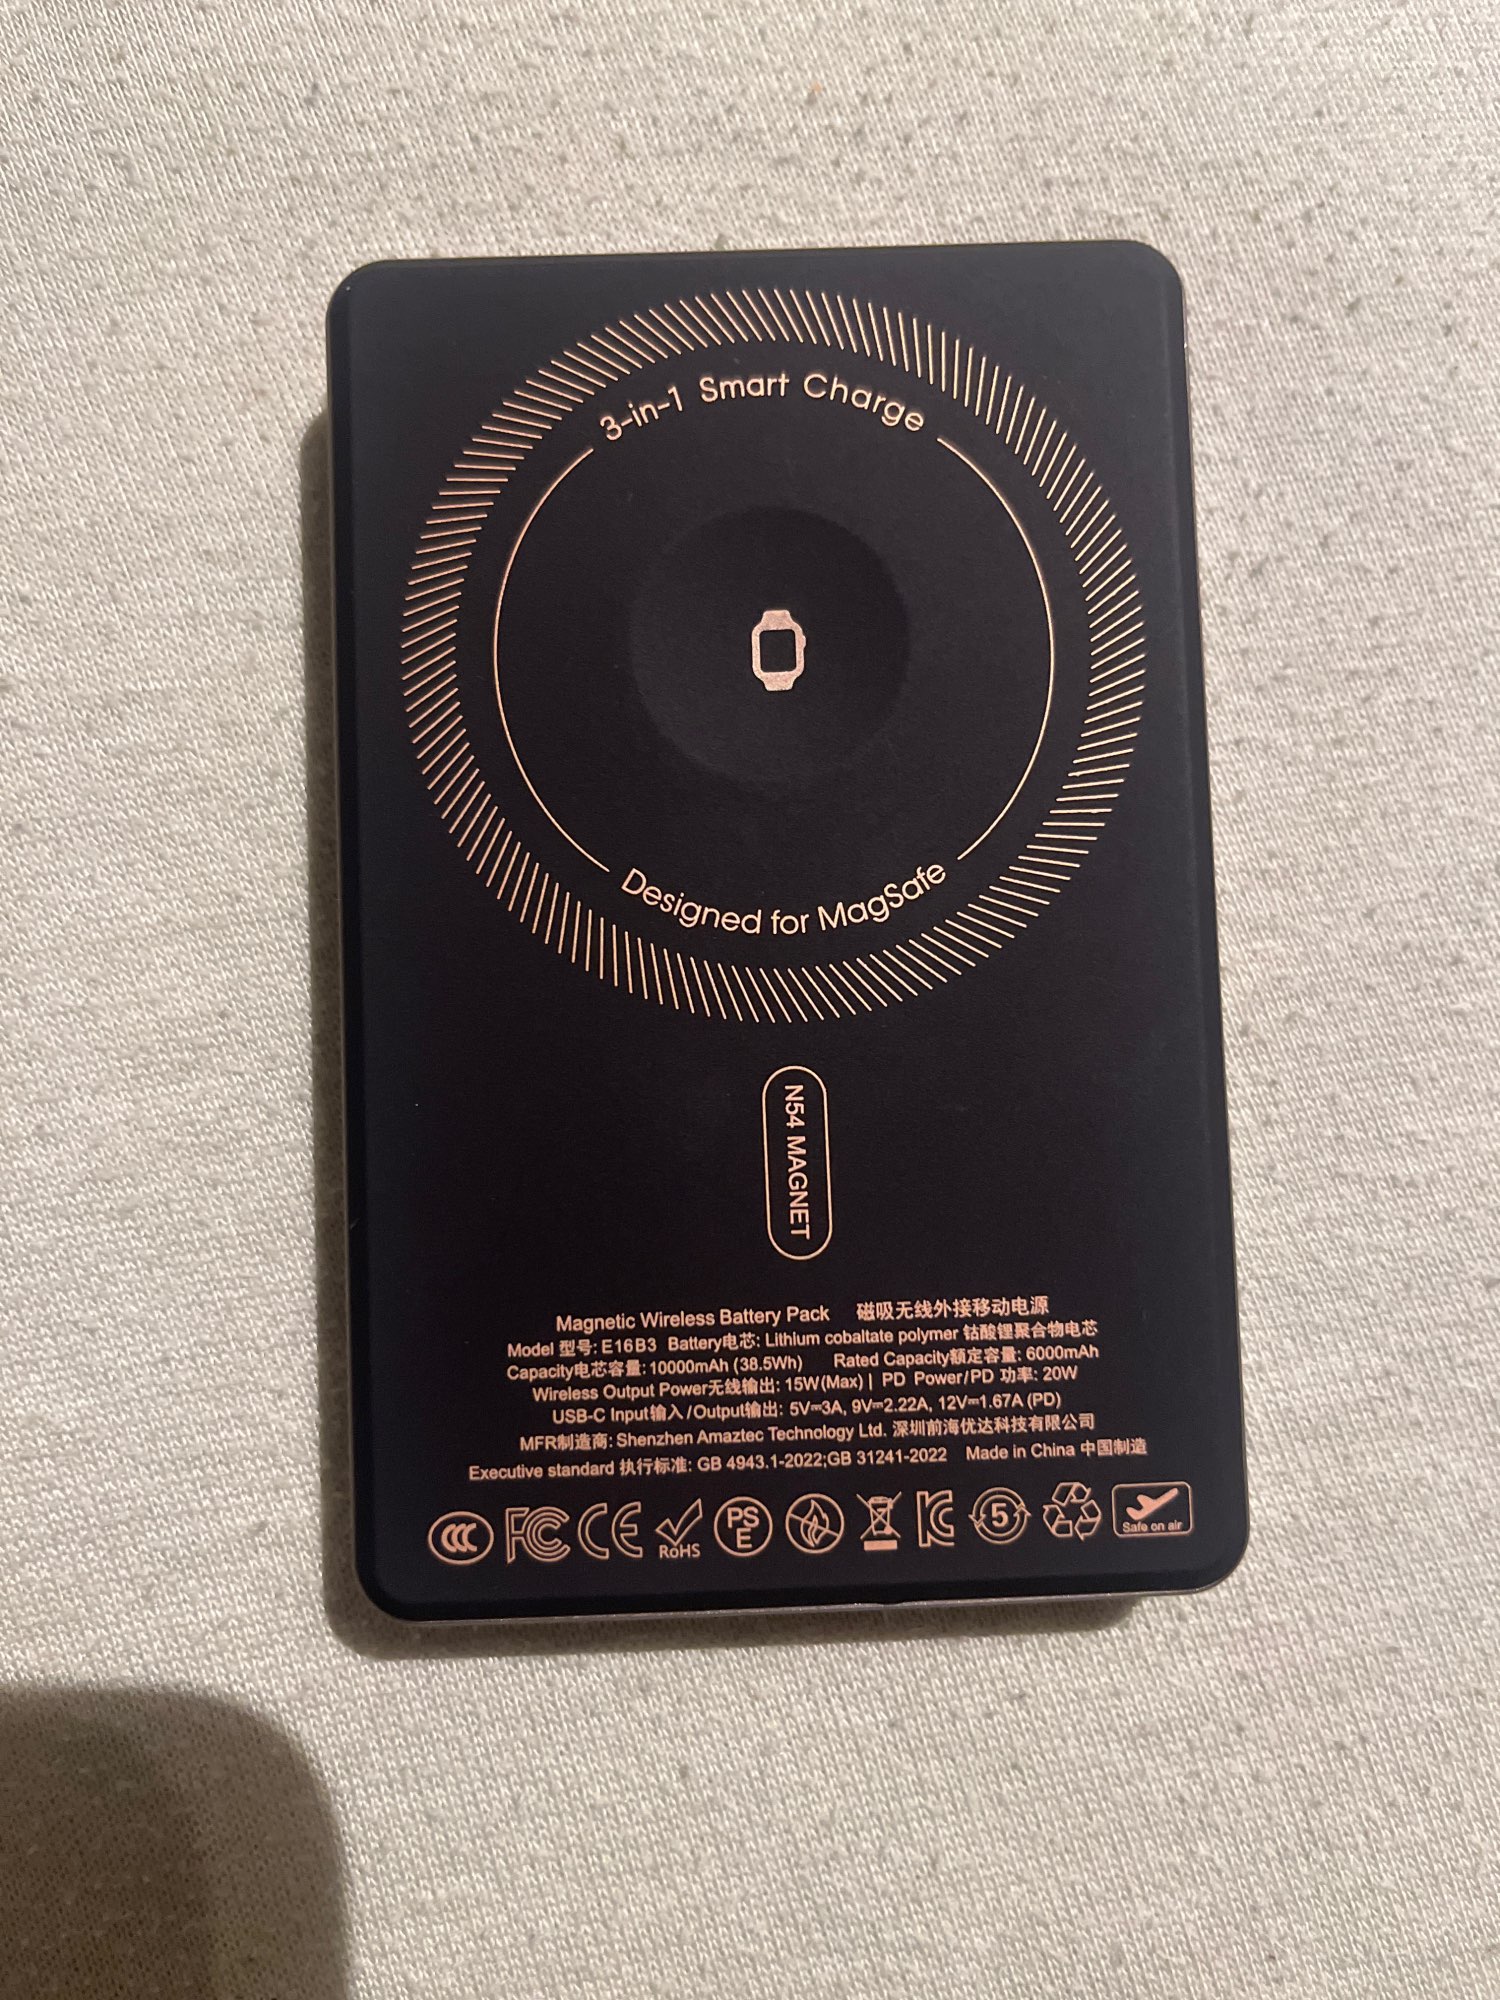 3-in-1 Smart Charge
Designed for MagSafe
N54 MAGNET
Magnetic Wireless Battery Pack 磁吸无线外接移动电源
Model 型号: E16B3 Battery电芯: Lithium cobaltate polymer 钴酸锂聚合物电芯
Capacity电芯容量: 10000mAh (38.5Wh) Rated Capacity额定容量: 6000mAh
Wireless Output Power无线输出: 15W(Max) | PD Power/PD 功率: 20W
USB-C Input输入/Output输出: 5V⎓3A, 9V⎓2.22A, 12V⎓1.67A (PD)
MFR制造商: Shenzhen Amaztec Technology Ltd. 深圳前海优达科技有限公司
Executive standard 执行标准: GB 4943.1-2022;GB 31241-2022 Made in China 中国制造
CCC FC CE RoHS PSE KC 5 Safe on air